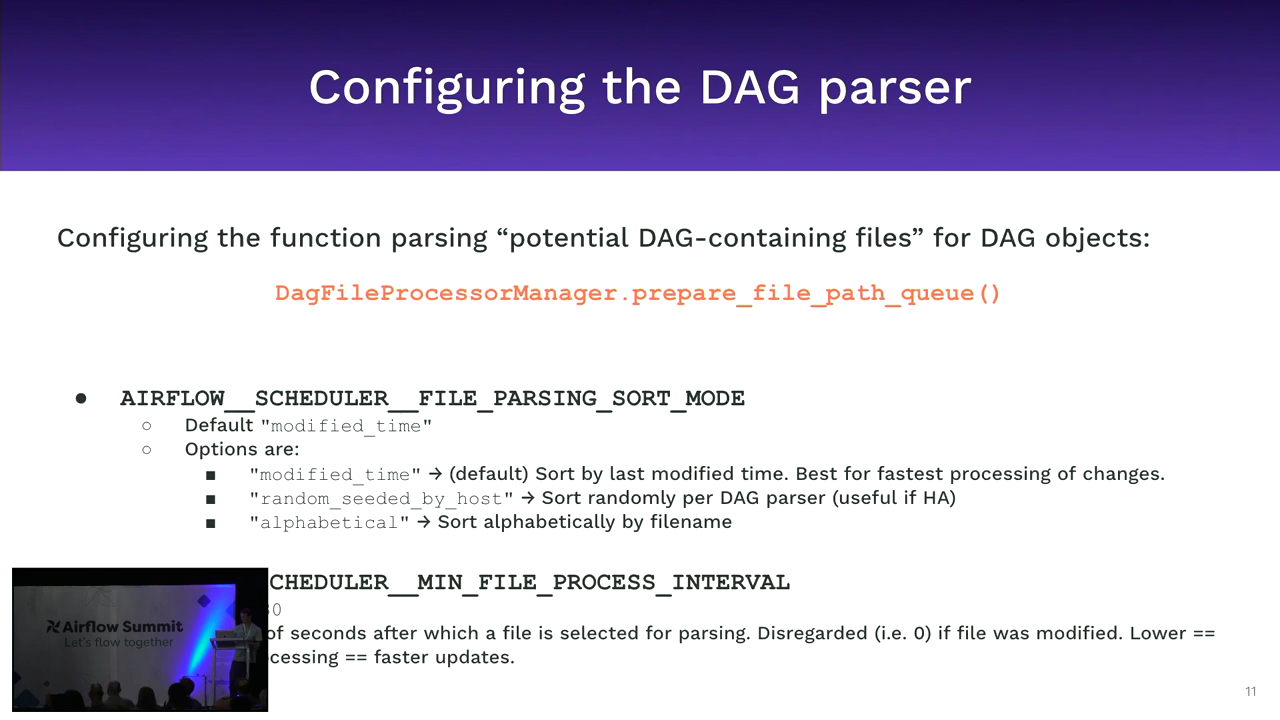 Configuring the DAG parser
Configuring the function parsing “potential DAG-containing files” for DAG objects:
DagFileProcessorManager.prepare_file_path_queue()
● AIRFLOW__SCHEDULER__FILE_PARSING_SORT_MODE
○ Default "modified_time"
○ Options are:
■ "modified_time" → (default) Sort by last modified time. Best for fastest processing of changes.
■ "random_seeded_by_host" → Sort randomly per DAG parser (useful if HA)
■ "alphabetical" → Sort alphabetically by filename
CHEDULER__MIN_FILE_PROCESS_INTERVAL
0
of seconds after which a file is selected for parsing. Disregarded (i.e. 0) if file was modified. Lower ==
cessing == faster updates.
Airflow Summit
Let's flow together
11